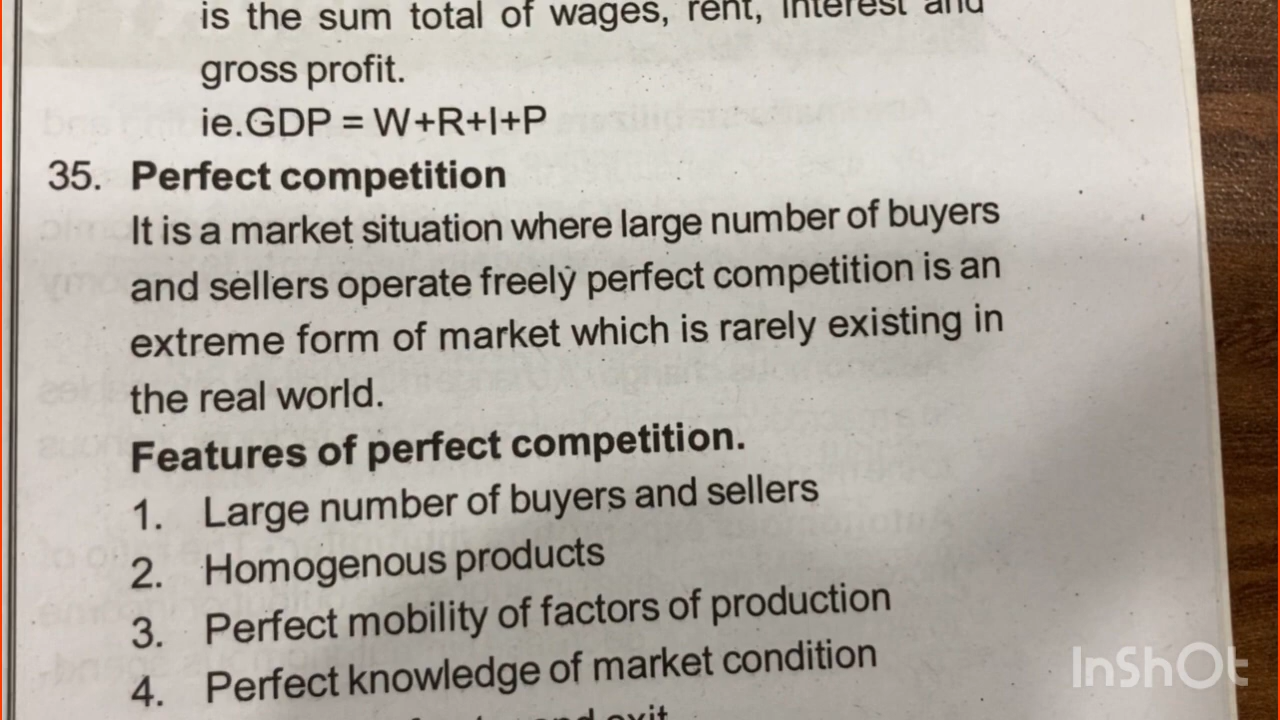 is the sum total of wages, rent, interest and
gross profit.
ie.GDP = W+R+I+P
35. Perfect competition
It is a market situation where large number of buyers
and sellers operate freely perfect competition is an
extreme form of market which is rarely existing in
the real world.
Features of perfect competition.
1. Large number of buyers and sellers
2. Homogenous products
3. Perfect mobility of factors of production
4. Perfect knowledge of market condition
and exit
InShOt